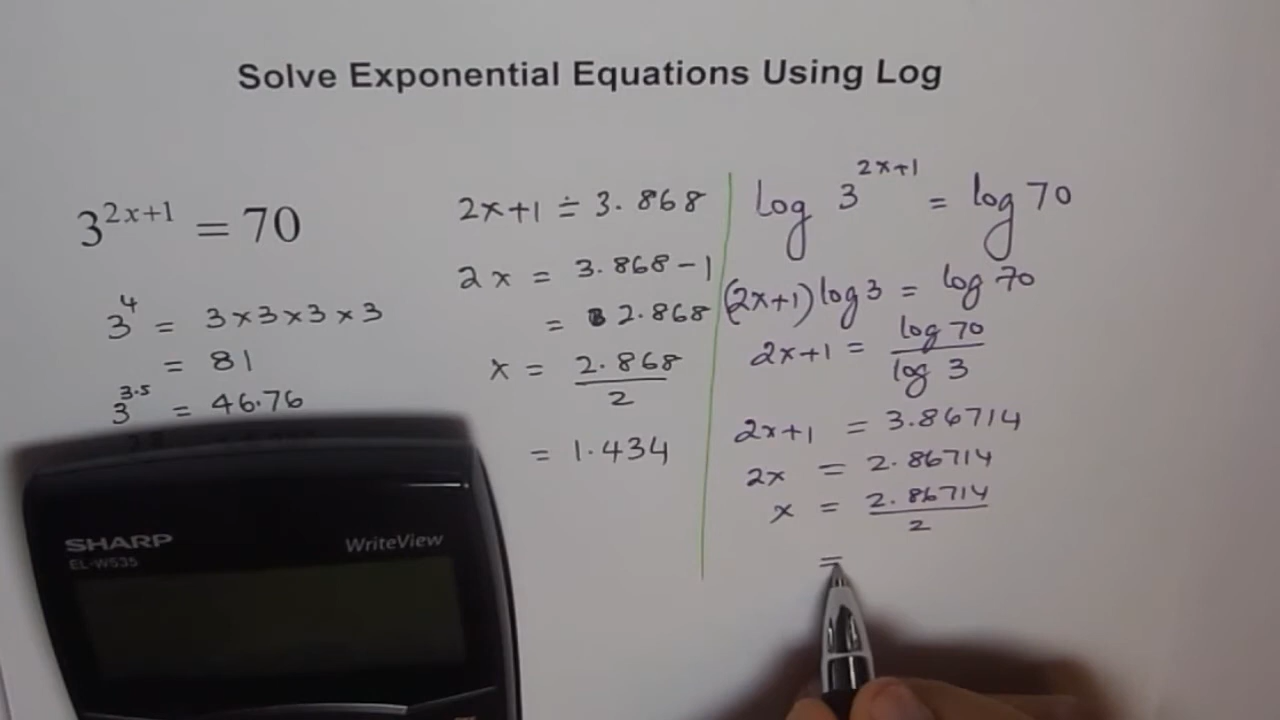 Solve Exponential Equations Using Log
3^{2x+1} = 70
3^4 = 3×3×3×3
= 81
3^{3.5} = 46.76
2x+1 ≐ 3.868
2x = 3.868-1
= 2.868
x = 2.868/2
= 1.434
log 3^{2x+1} = log 70
(2x+1) log 3 = log 70
2x+1 = log 70/log 3
2x+1 = 3.86714
2x = 2.86714
x = 2.86714/2
=
SHARP
WriteView
EL-W535